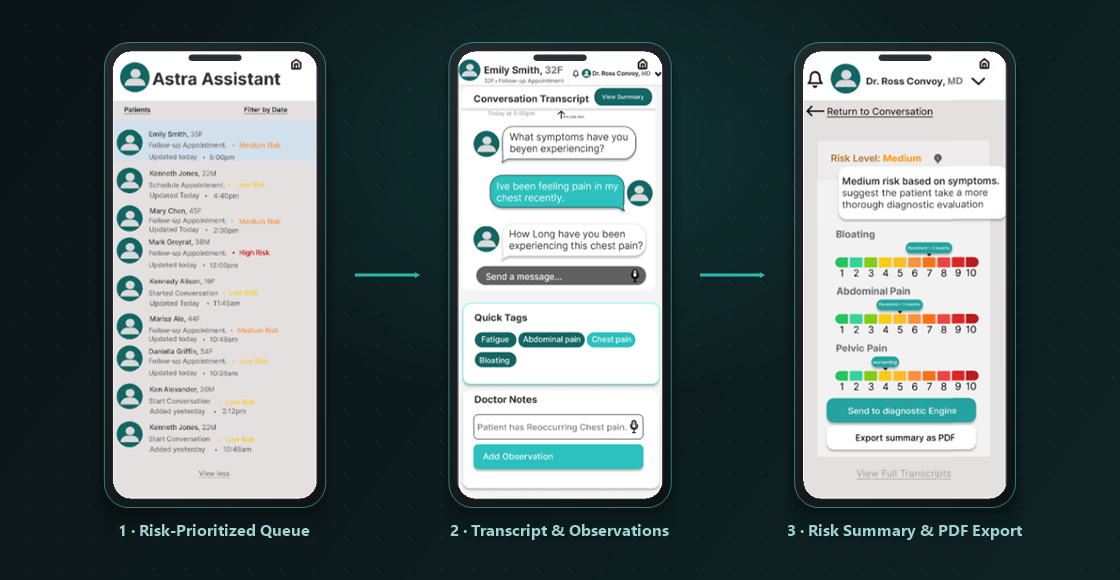 Astra Assistant
Patients
Filter by Date
Emily Smith, 35F
Follow-up Appointment. • Medium Risk
Updated today • 5:00pm
Kenneth Jones, 22M
Schedule Appointment. • Low Risk
Updated Today • 4:40pm
Mary Chen, 45F
Follow-up Appointment. • Medium Risk
Updated Today • 2:30pm
Mark Greyrat, 38M
Follow-up Appointment. • High Risk
Updated today • 12:00pm
Kennedy Alison, 19F
Started Conversation • Low Risk
Updated Today • 11:45am
Marisa Ale, 44F
Follow-up Appointment. • Medium Risk
Updated Today • 10:48am
Daniella Griffin, 54F
Follow-up Appointment. • Low Risk
Updated today • 10:35am
Ken Alexander, 20M
Start Conversation • Low Risk
Added yesterday • 2:12pm
Kenneth Jones, 22M
Start Conversation • Low Risk
Added yesterday • 10:48am
View less
1 · Risk-Prioritized Queue
Emily Smith, 32F
32F • Follow-up Appointment
Dr. Ross Convoy, MD
Conversation Transcript
View Summary
Today at 5:00pm
What symptoms have you
beyen experiencing?
Ive been feeling pain in my
chest recently.
How Long have you been
experiencing this chest pain?
Send a message...
Quick Tags
Fatigue
Abdominal pain
Chest pain
Bloating
Doctor Notes
Patient has Reoccurring Chest pain.
Add Observation
2 · Transcript & Observations
Dr. Ross Convoy, MD
Return to Conversation
Risk Level: Medium
Medium risk based on symptoms.
suggest the patient take a more
thorough diagnostic evaluation
Bloating
Persistent < 2 months
1 2 3 4 5 6 7 8 9 10
Abdominal Pain
Persistent < 3 months
1 2 3 4 5 6 7 8 9 10
Pelvic Pain
1 2 3 4 5 6 7 8 9 10
Send to diagnostic Engine
Export summary as PDF
View Full Transcripts
3 · Risk Summary & PDF Export